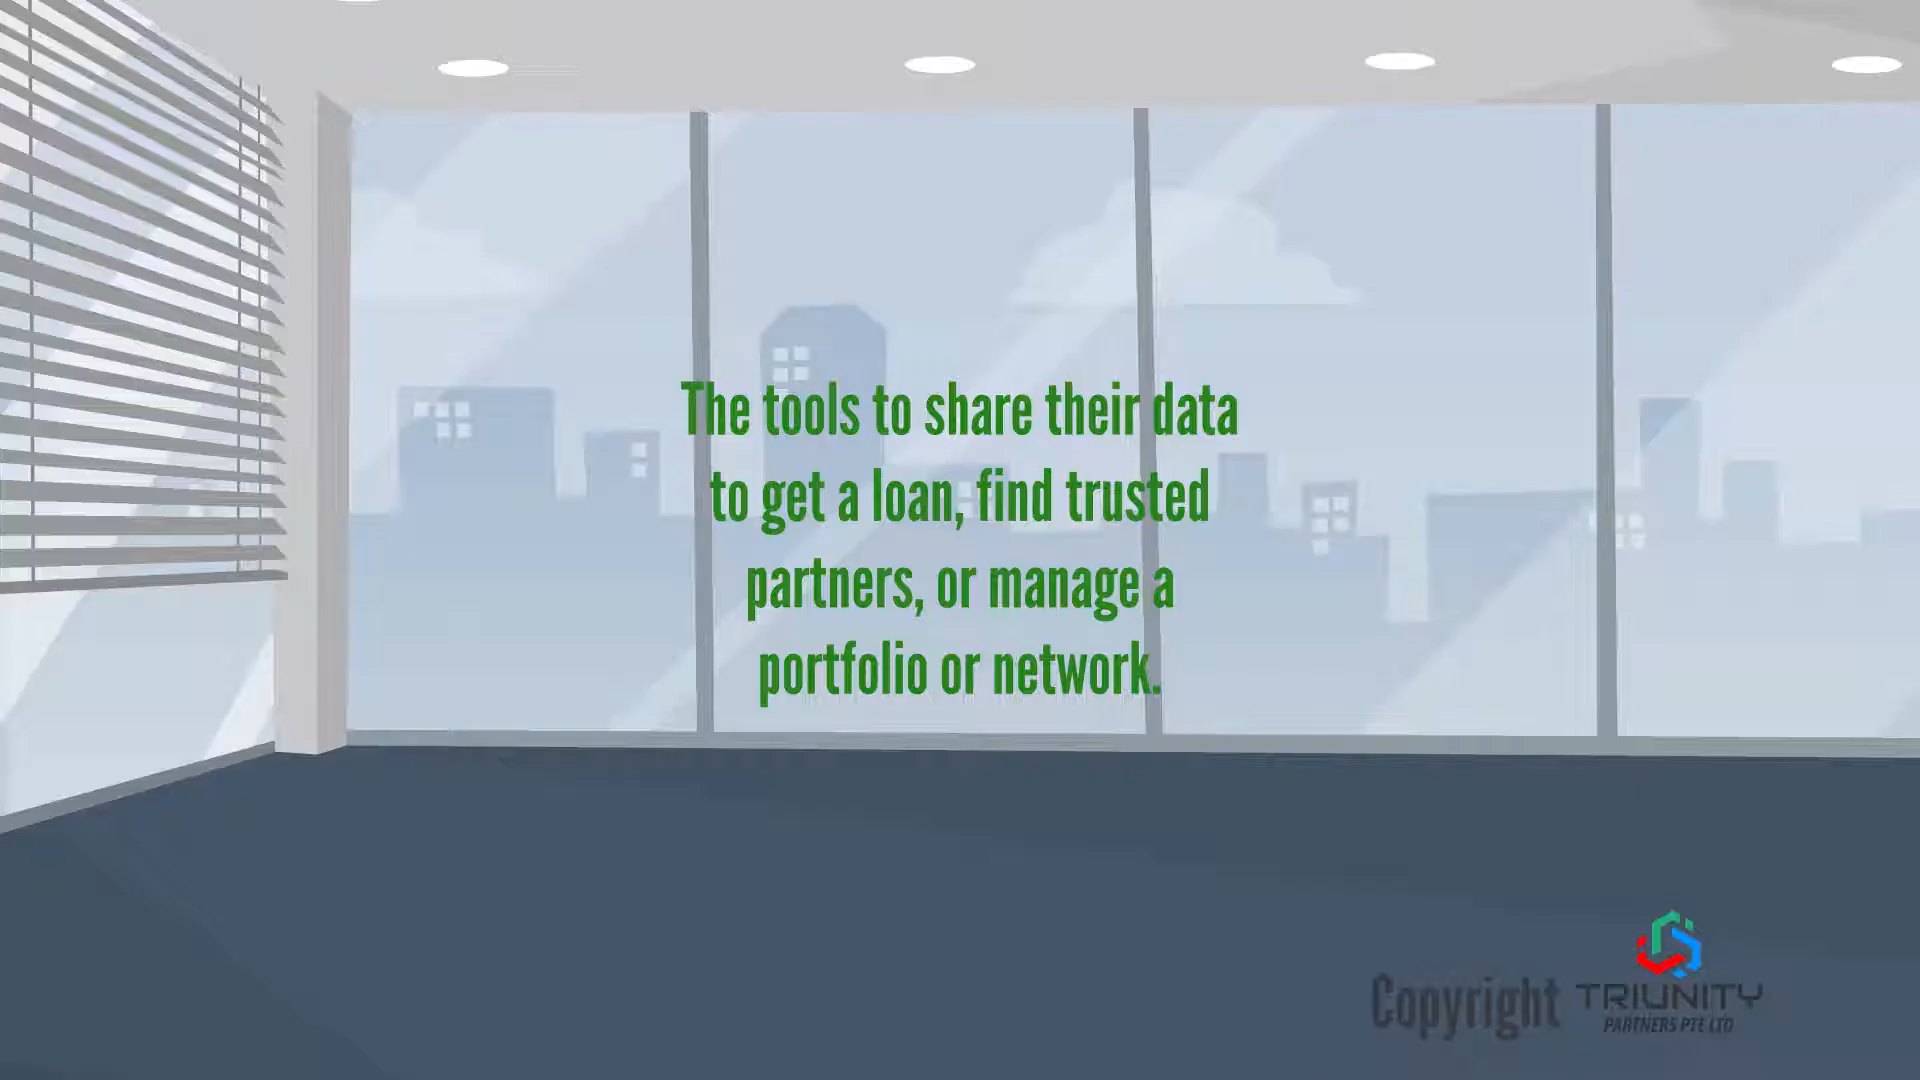 The tools to share their data
to get a loan, find trusted
partners, or manage a
portfolio or network.
Copyright TRIUNITY
PARTNERS PTE LTD